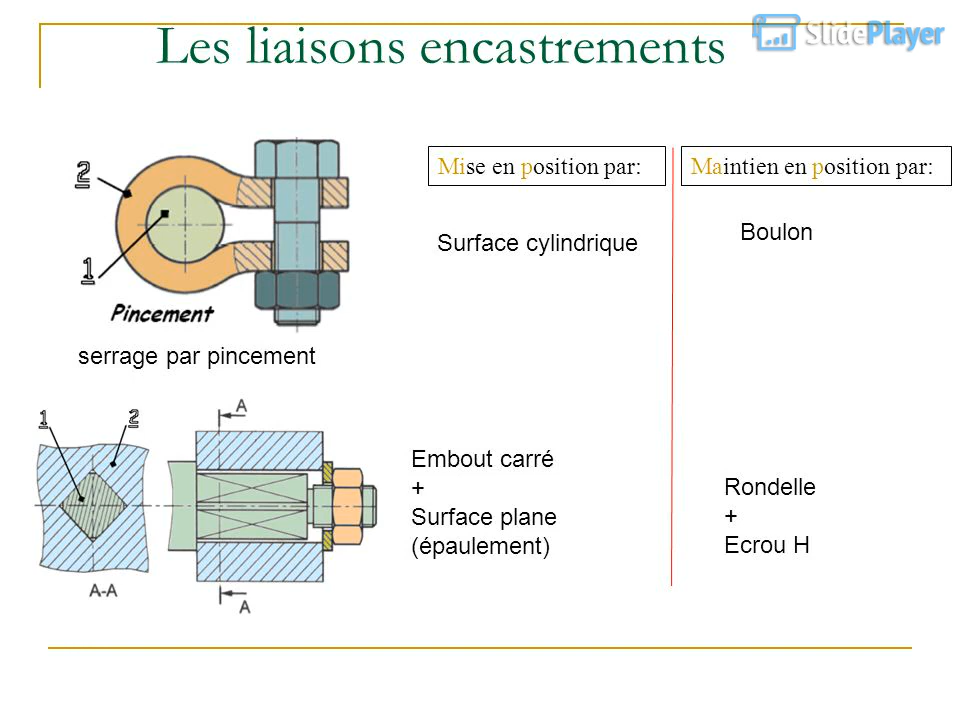 Les liaisons encastrements
SlidePlayer
Mise en position par:
Maintien en position par:
2
1
Pincement
serrage par pincement
Surface cylindrique
Boulon
1
2
A-A
A
A
Embout carré
+
Surface plane
(épaulement)
Rondelle
+
Ecrou H